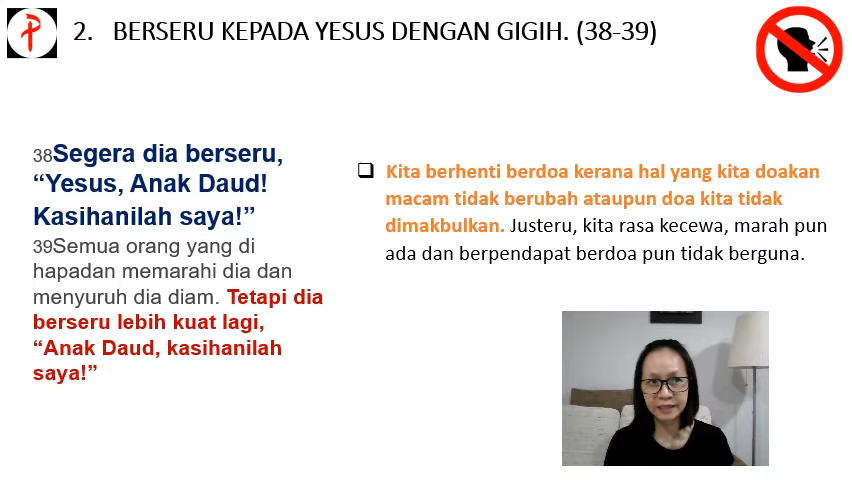 2. BERSERU KEPADA YESUS DENGAN GIGIH. (38-39)
38Segera dia berseru,
“Yesus, Anak Daud!
Kasihanilah saya!”
39Semua orang yang di
hapadan memarahi dia dan
menyuruh dia diam. Tetapi dia
berseru lebih kuat lagi,
“Anak Daud, kasihanilah
saya!”
Kita berhenti berdoa kerana hal yang kita doakan
macam tidak berubah ataupun doa kita tidak
dimakbulkan. Justeru, kita rasa kecewa, marah pun
ada dan berpendapat berdoa pun tidak berguna.